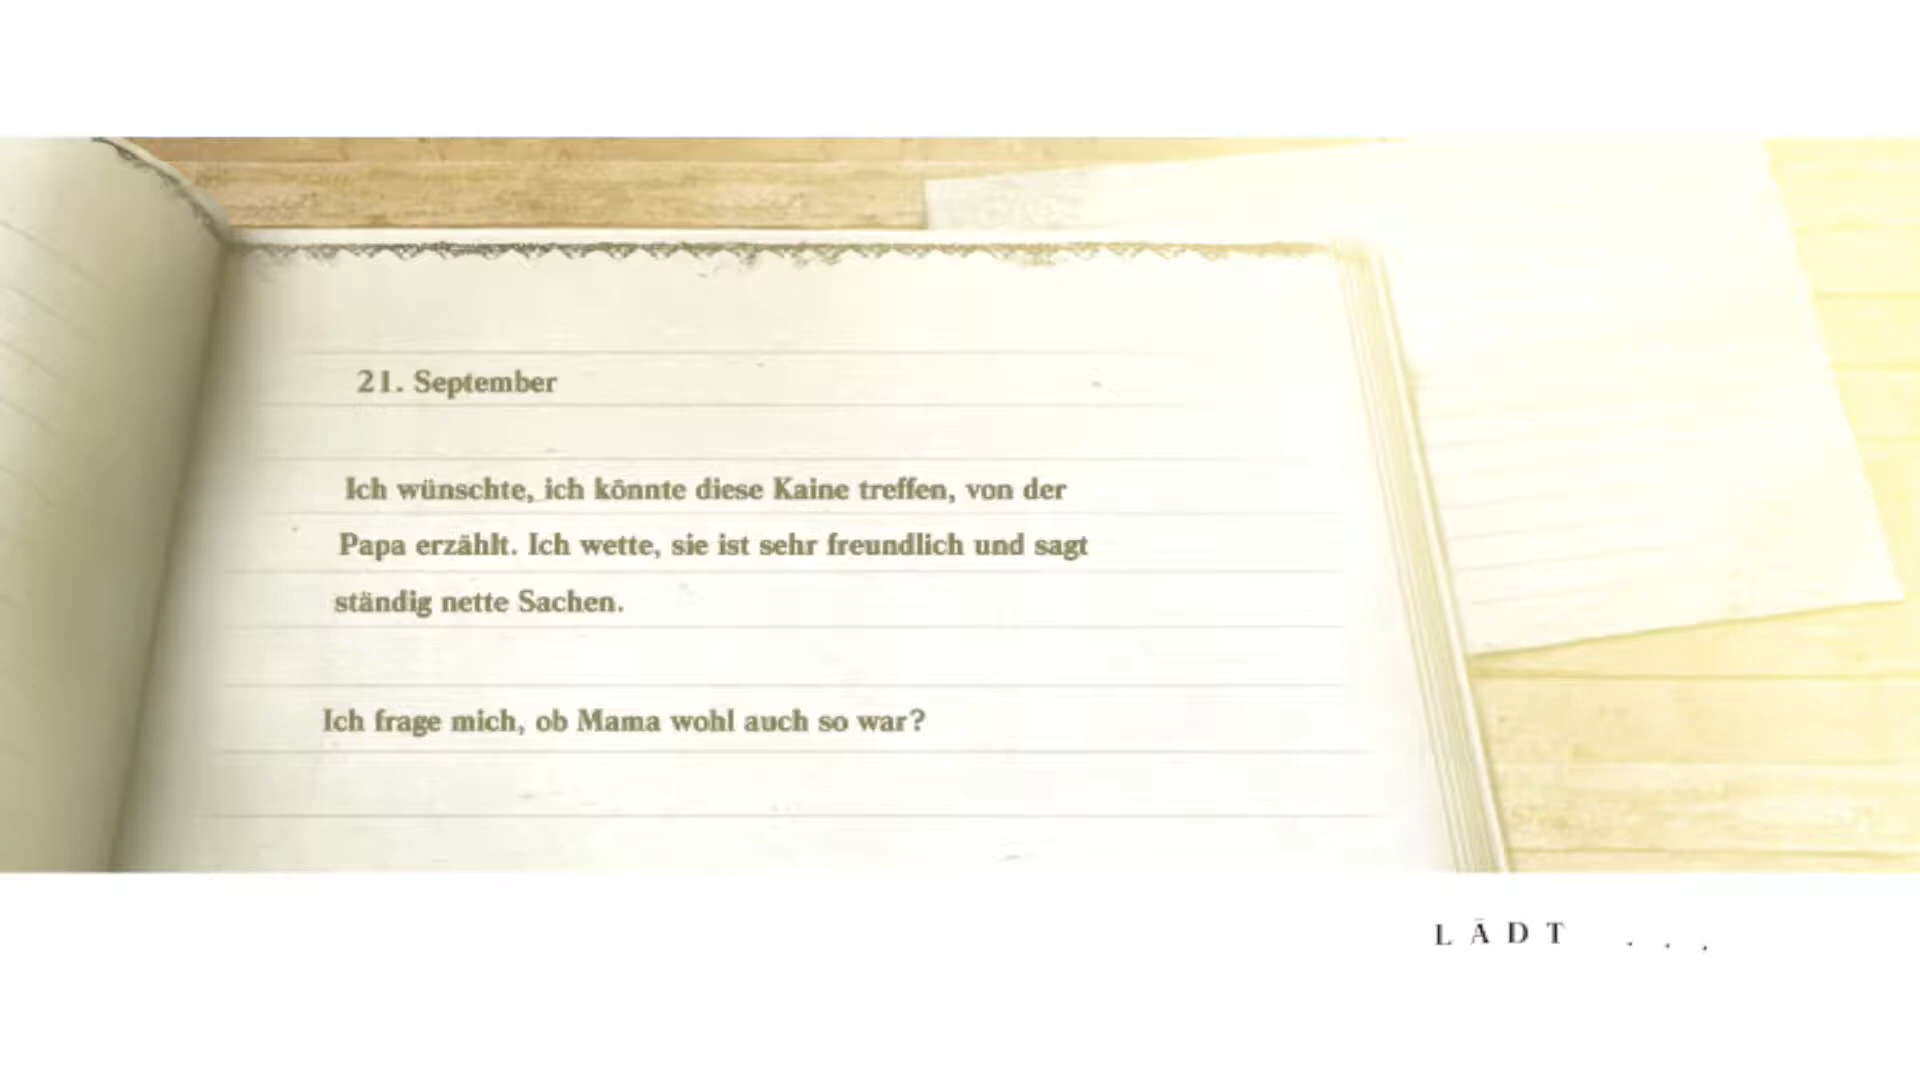 21. September
Ich wünschte, ich könnte diese Kaine treffen, von der
Papa erzählt. Ich wette, sie ist sehr freundlich und sagt
ständig nette Sachen.
Ich frage mich, ob Mama wohl auch so war?
LÄDT ...